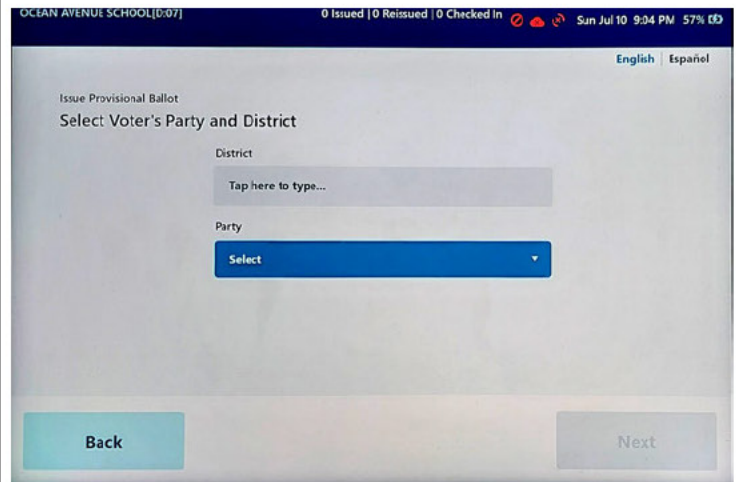 OCEAN AVENUE SCHOOL[D:07] 0 Issued | 0 Reissued | 0 Checked In Sun Jul 10 9:04 PM 57%
English | Español
Issue Provisional Ballot
Select Voter's Party and District
District
Tap here to type...
Party
Select
Back Next